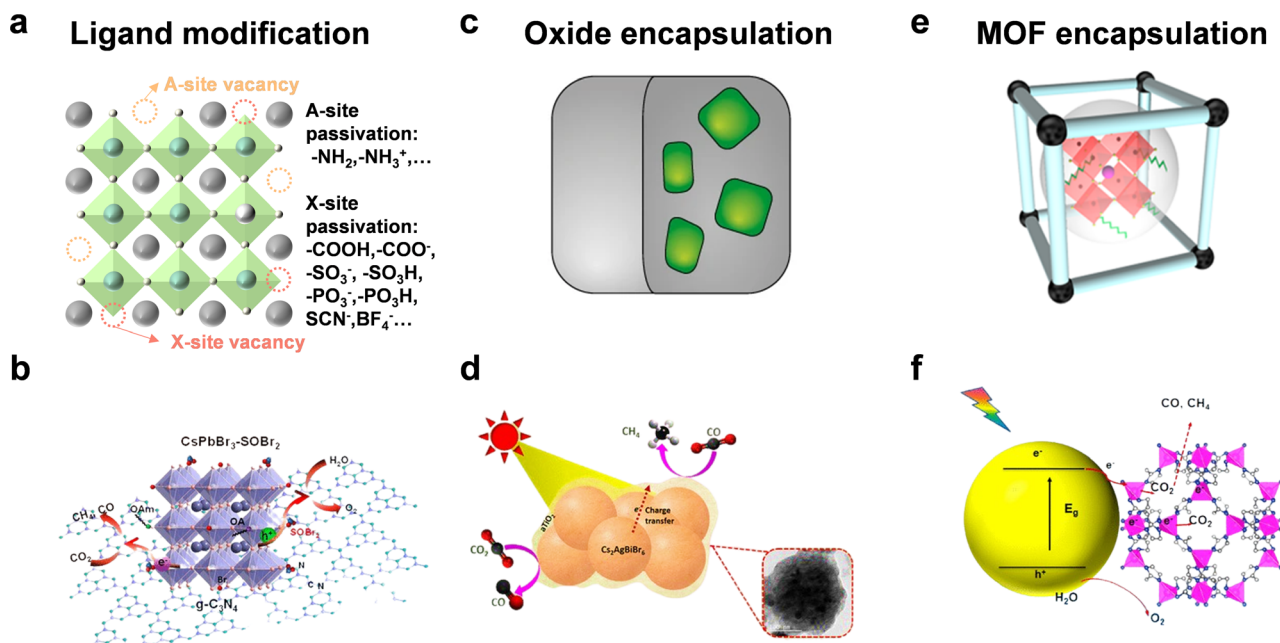 a Ligand modification
A-site vacancy
A-site
passivation:
-NH₂,-NH₃⁺,…
X-site
passivation:
-COOH,-COO⁻,
-SO₃⁻, -SO₃H,
-PO₃⁻,-PO₃H,
SCN⁻,BF₄⁻…
X-site vacancy
c Oxide encapsulation
e MOF encapsulation
b
CsPbBr₃-SOBr₂
H₂O
O₂
OAm
CH₄, CO
OA
h⁺
SOBr₂
CO₂
e⁻
Br
N
C
N
g-C₃N₄
d
CH₄
CO
aTiO₂
e⁻
Charge
transfer
Cs₂AgBiBr₆
CO₂
CO
f
CO, CH₄
e⁻
e⁻
CO₂
e⁻
Eg
e⁻
e⁻
CO₂
h⁺
H₂O
O₂